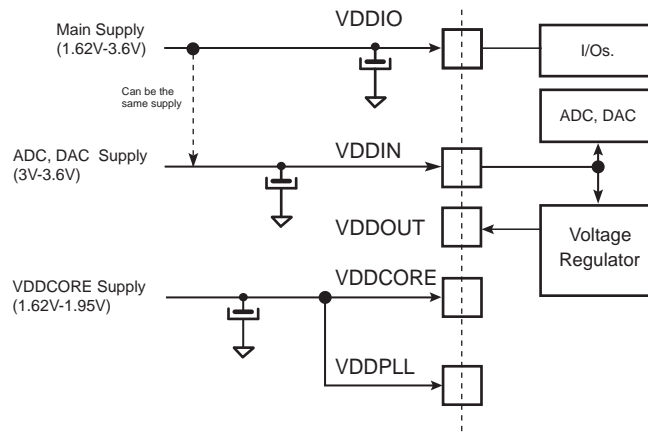 Main Supply
(1.62V-3.6V)
VDDIO
I/Os.
Can be the
same supply
ADC, DAC
ADC, DAC Supply
(3V-3.6V)
VDDIN
VDDOUT
Voltage
Regulator
VDDCORE Supply
(1.62V-1.95V)
VDDCORE
VDDPLL